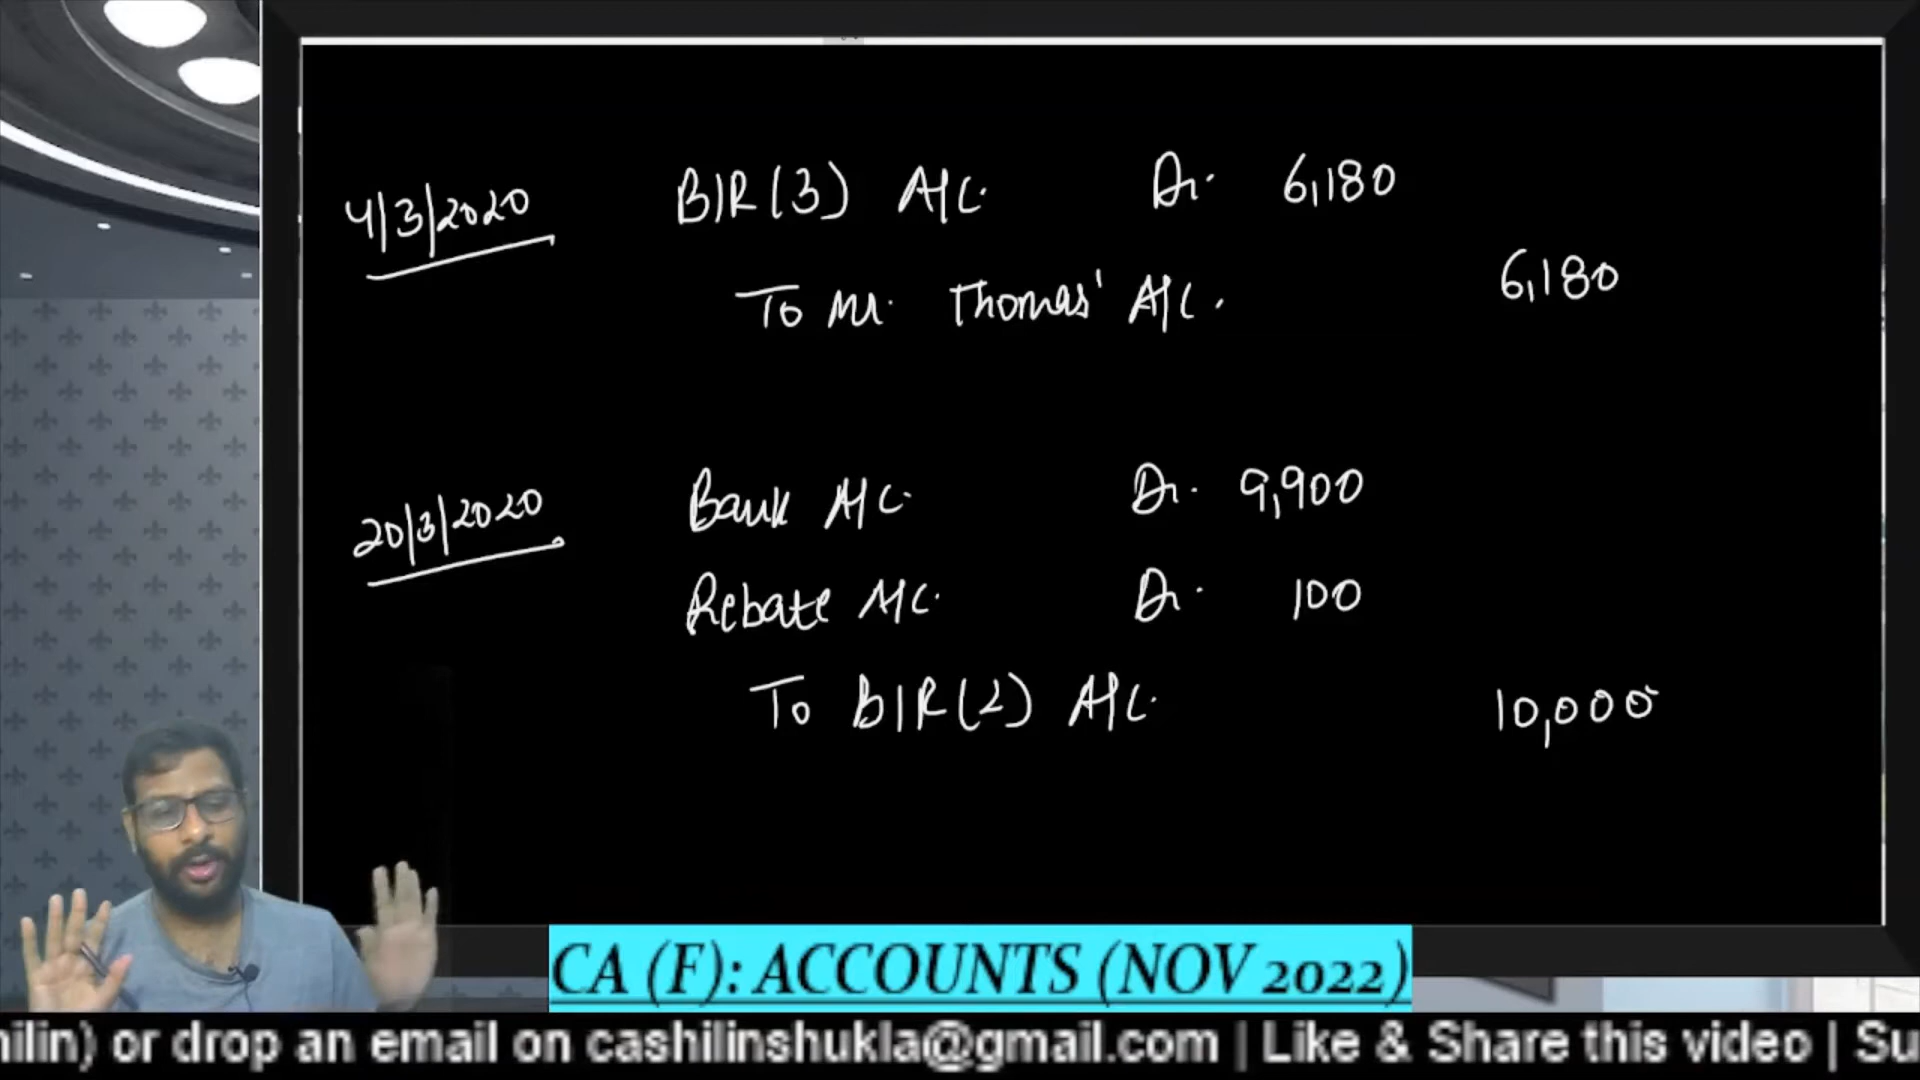 4/3/2020 B/R(3) A/c. Dr. 6,180
To Mr. Thomas' A/c. 6,180
20/3/2020 Bank A/c. Dr. 9,900
Rebate A/c. Dr. 100
To B/R(2) A/c. 10,000
CA (F): ACCOUNTS (NOV 2022)
hilin) or drop an email on cashilinshukla@gmail.com | Like & Share this video | Su